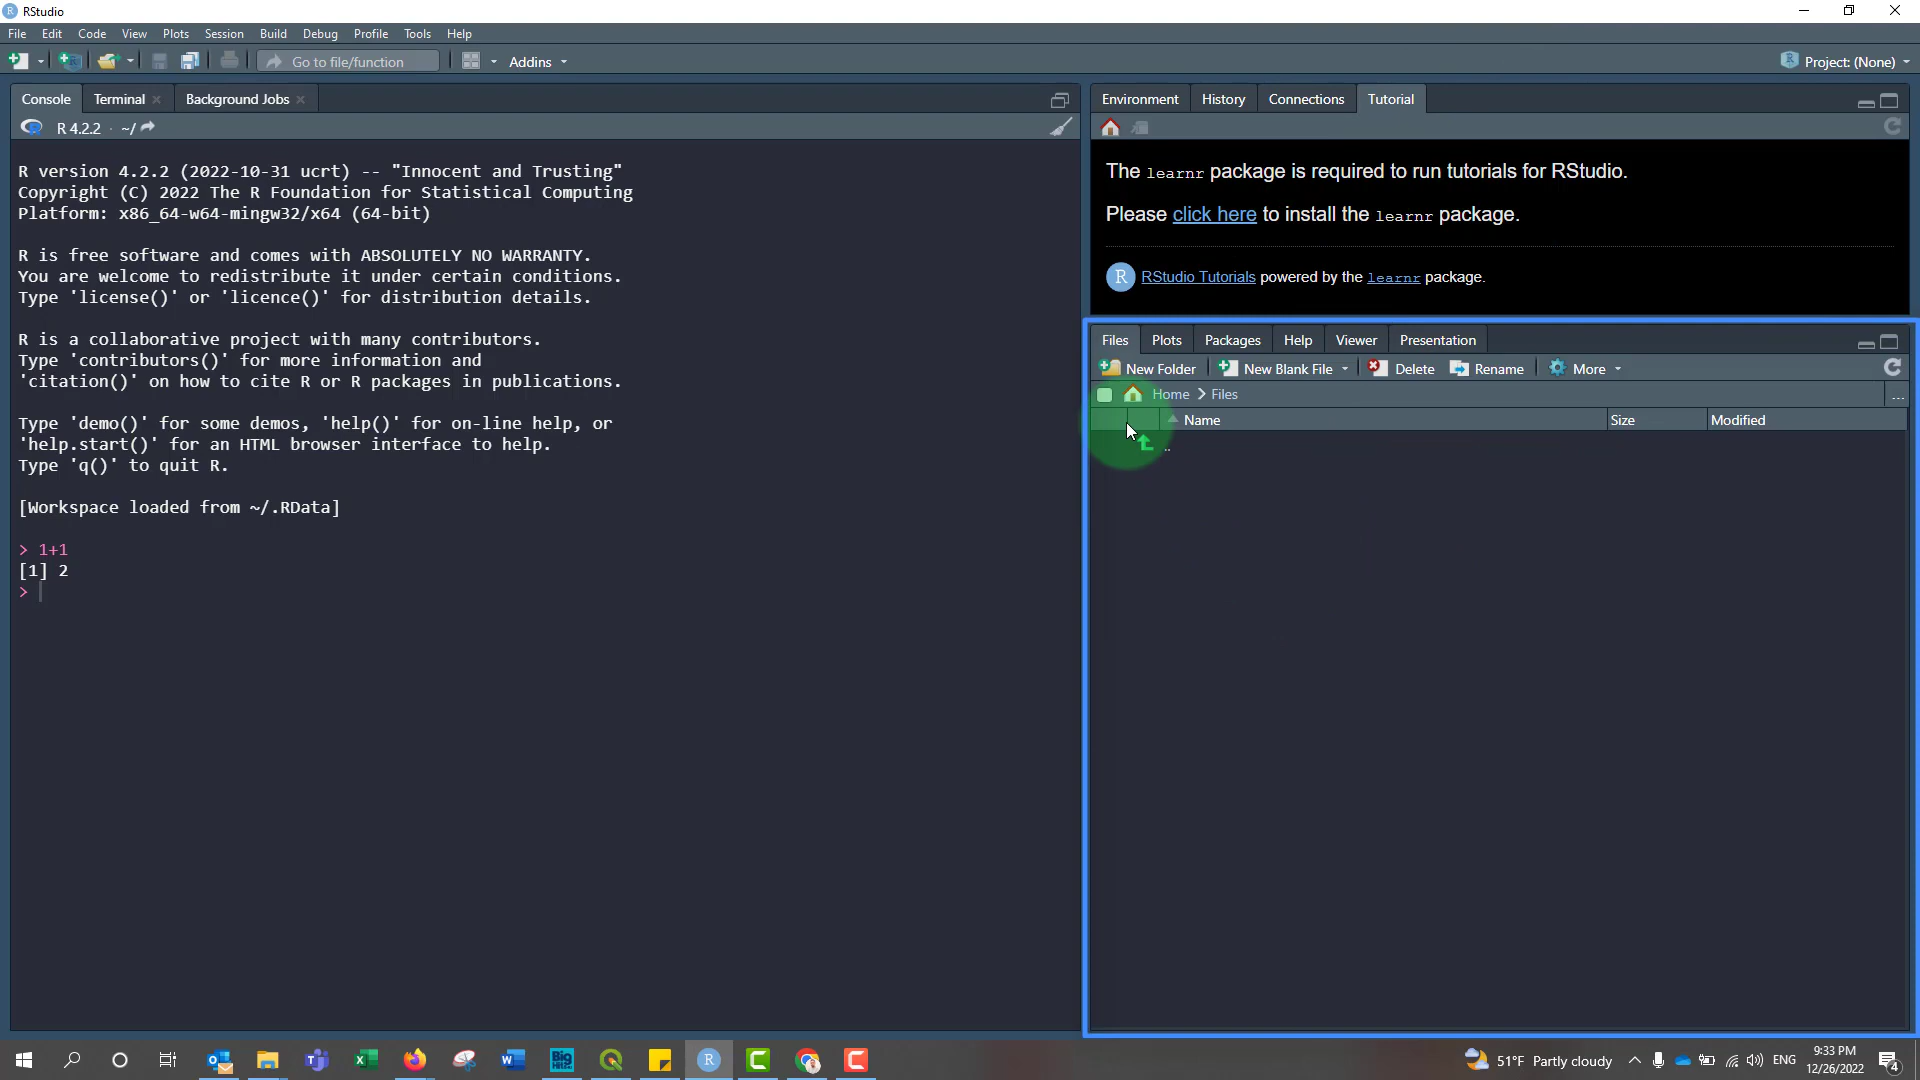 RStudio
File Edit Code View Plots Session Build Debug Profile Tools Help
Go to file/function Addins Project: (None)
Console Terminal Background Jobs
R 4.2.2 · ~/
R version 4.2.2 (2022-10-31 ucrt) -- "Innocent and Trusting"
Copyright (C) 2022 The R Foundation for Statistical Computing
Platform: x86_64-w64-mingw32/x64 (64-bit)
R is free software and comes with ABSOLUTELY NO WARRANTY.
You are welcome to redistribute it under certain conditions.
Type 'license()' or 'licence()' for distribution details.
R is a collaborative project with many contributors.
Type 'contributors()' for more information and
'citation()' on how to cite R or R packages in publications.
Type 'demo()' for some demos, 'help()' for on-line help, or
'help.start()' for an HTML browser interface to help.
Type 'q()' to quit R.
[Workspace loaded from ~/.RData]
> 1+1
[1] 2
>
Environment History Connections Tutorial
The learnr package is required to run tutorials for RStudio.
Please click here to install the learnr package.
R RStudio Tutorials powered by the learnr package.
Files Plots Packages Help Viewer Presentation
New Folder New Blank File Delete Rename More
Home > Files ...
Name Size Modified
..
51°F Partly cloudy ENG 9:33 PM
12/26/2022 4